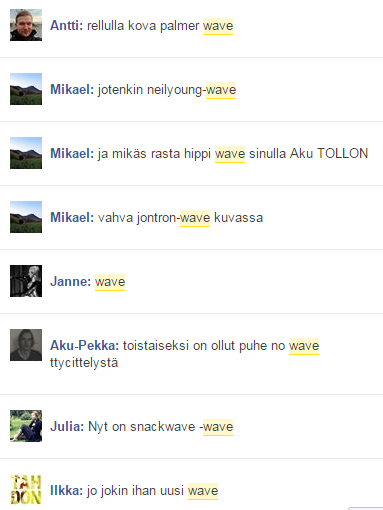 Antti: rellulla kova palmer wave
Mikael: jotenkin neilyoung-wave
Mikael: ja mikäs rasta hippi wave sinulla Aku TOLLON
Mikael: vahva jontron-wave kuvassa
Janne: wave
Aku-Pekka: toistaiseksi on ollut puhe no wave
ttycittelystä
Julia: Nyt on snackwave -wave
TAH
DON
Ilkka: jo jokin ihan uusi wave